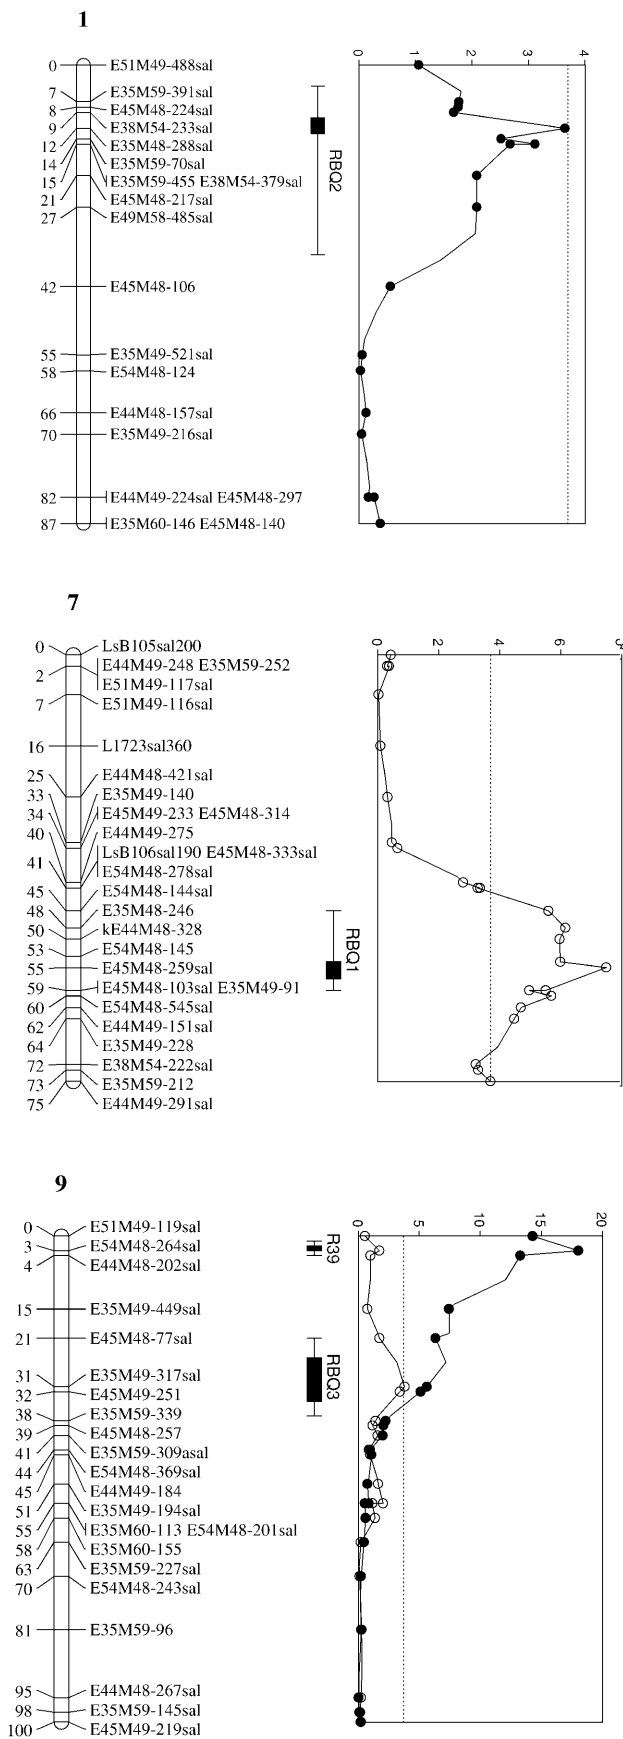 1
0 E51M49-488sal
7 E35M59-391sal
8 E45M48-224sal
9 E38M54-233sal
12 E35M48-288sal
14 E35M59-70sal
15 E35M59-455 E38M54-379sal
21 E45M48-217sal
27 E49M58-485sal
42 E45M48-106
55 E35M49-521sal
58 E54M48-124
66 E44M48-157sal
70 E35M49-216sal
82 E44M49-224sal E45M48-297
87 E35M60-146 E45M48-140
RBQ2
0 1 2 3 4
7
0 LsB105sal200
2 E44M49-248 E35M59-252
E51M49-117sal
7 E51M49-116sal
16 L1723sal360
25 E44M48-421sal
33 E35M49-140
34 E45M49-233 E45M48-314
40 E44M49-275
41 LsB106sal190 E45M48-333sal
E54M48-278sal
45 E54M48-144sal
48 E35M48-246
50 kE44M48-328
53 E54M48-145
55 E45M48-259sal
59 E45M48-103sal E35M49-91
60 E54M48-545sal
62 E44M49-151sal
64 E35M49-228
72 E38M54-222sal
73 E35M59-212
75 E44M49-291sal
RBQ1
0 2 4 6 8
9
0 E51M49-119sal
3 E54M48-264sal
4 E44M48-202sal
15 E35M49-449sal
21 E45M48-77sal
31 E35M49-317sal
32 E45M49-251
38 E35M59-339
39 E45M48-257
41 E35M59-309asal
44 E54M48-369sal
45 E44M49-184
51 E35M49-194sal
55 E35M60-113 E54M48-201sal
58 E35M60-155
63 E35M59-227sal
70 E54M48-243sal
81 E35M59-96
95 E44M48-267sal
98 E35M59-145sal
100 E45M49-219sal
R39
RBQ3
0 5 10 15 20